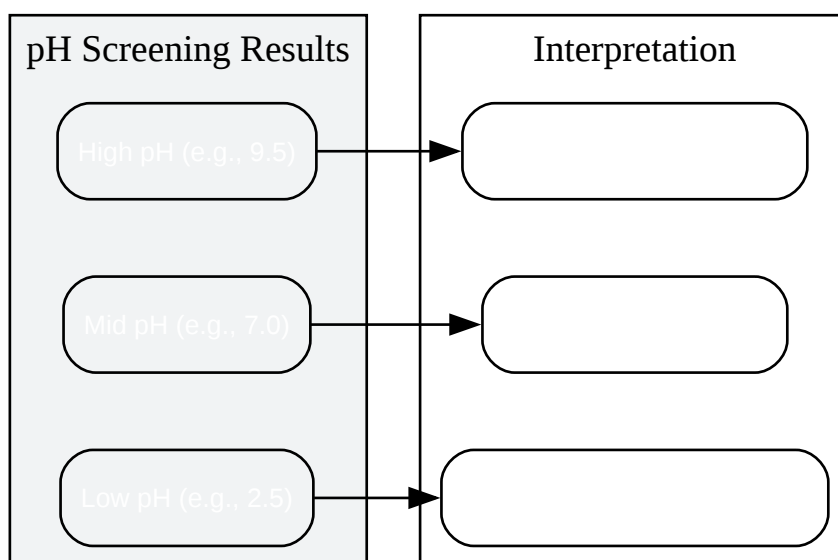 pH Screening Results
Interpretation
High pH (e.g., 9.5)
Mid pH (e.g., 7.0)
Low pH (e.g., 2.5)